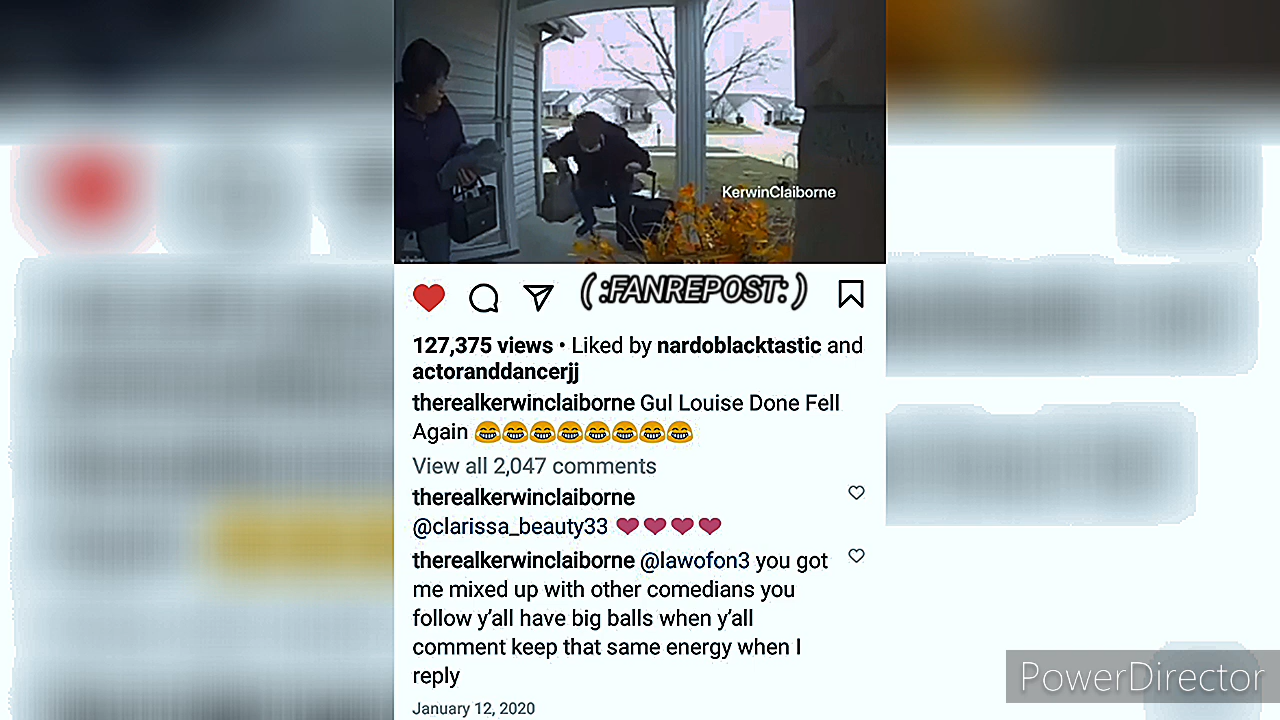 KerwinClaiborne
( :FANREPOST: )
127,375 views • Liked by nardoblacktastic and
actoranddancerjj
therealkerwinclaiborne Gul Louise Done Fell
Again 😂😂😂😂😂😂😂😂
View all 2,047 comments
therealkerwinclaiborne
@clarissa_beauty33 ❤❤❤❤
therealkerwinclaiborne @lawofon3 you got
me mixed up with other comedians you
follow y’all have big balls when y’all
comment keep that same energy when I
reply
January 12, 2020
PowerDirector